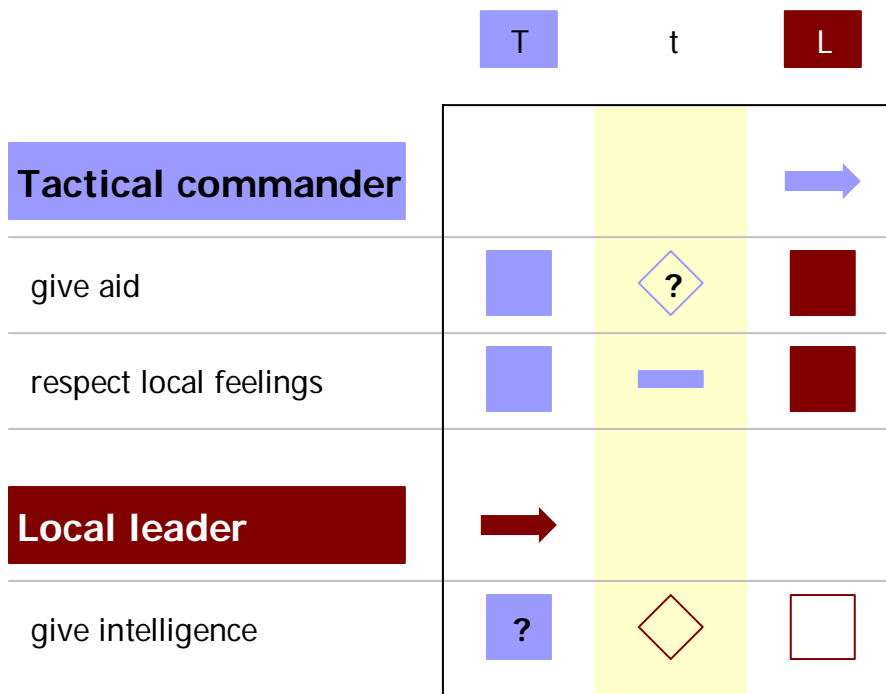 T t L
Tactical commander
give aid ?
respect local feelings
Local leader
give intelligence ?